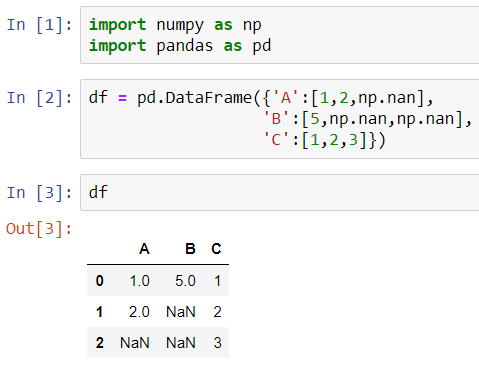 In [1]: import numpy as np
import pandas as pd
In [2]: df = pd.DataFrame({'A':[1,2,np.nan],
'B':[5,np.nan,np.nan],
'C':[1,2,3]})
In [3]: df
Out[3]:
A B C
0 1.0 5.0 1
1 2.0 NaN 2
2 NaN NaN 3